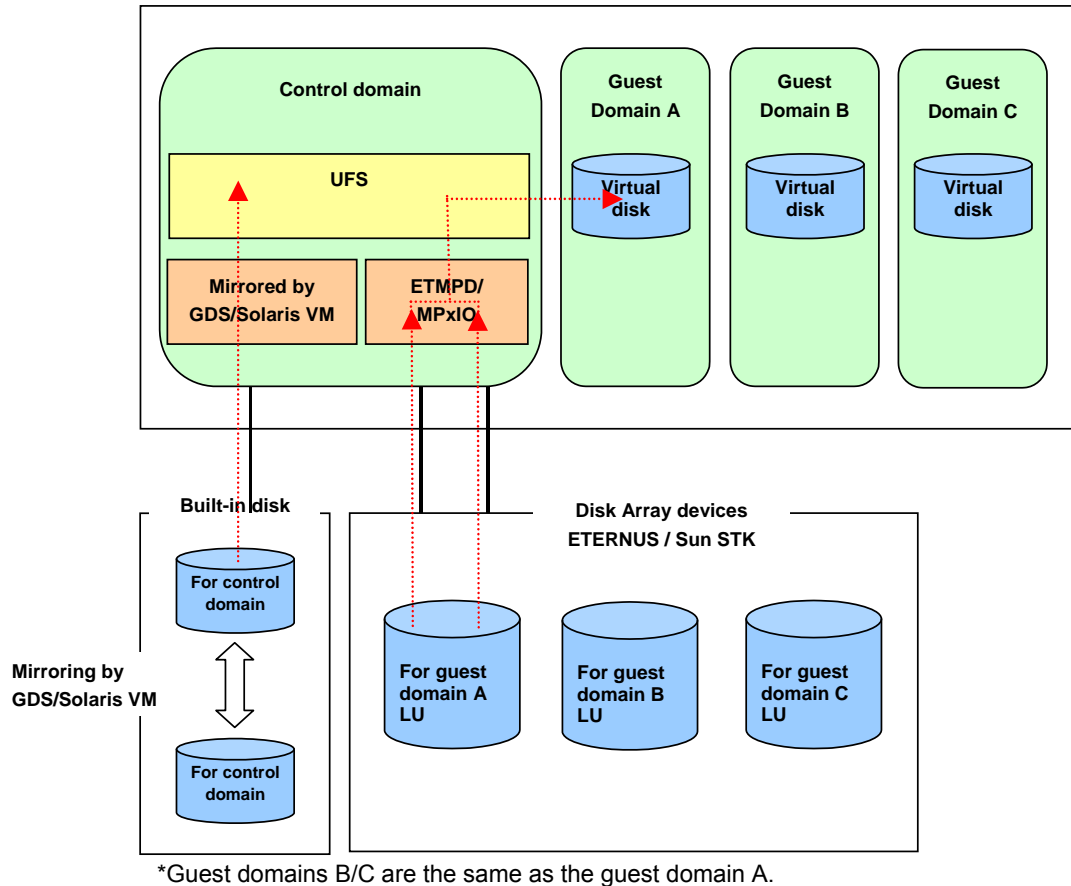 Control domain
Guest
Domain A
Guest
Domain B
Guest
Domain C
UFS
Virtual
disk
Virtual
disk
Virtual
disk
Mirrored by
GDS/Solaris VM
ETMPD/
MPxIO
Built-in disk
Disk Array devices
ETERNUS / Sun STK
For control
domain
Mirroring by
GDS/Solaris VM
For control
domain
For guest
domain A
LU
For guest
domain B
LU
For guest
domain C
LU
*Guest domains B/C are the same as the guest domain A.